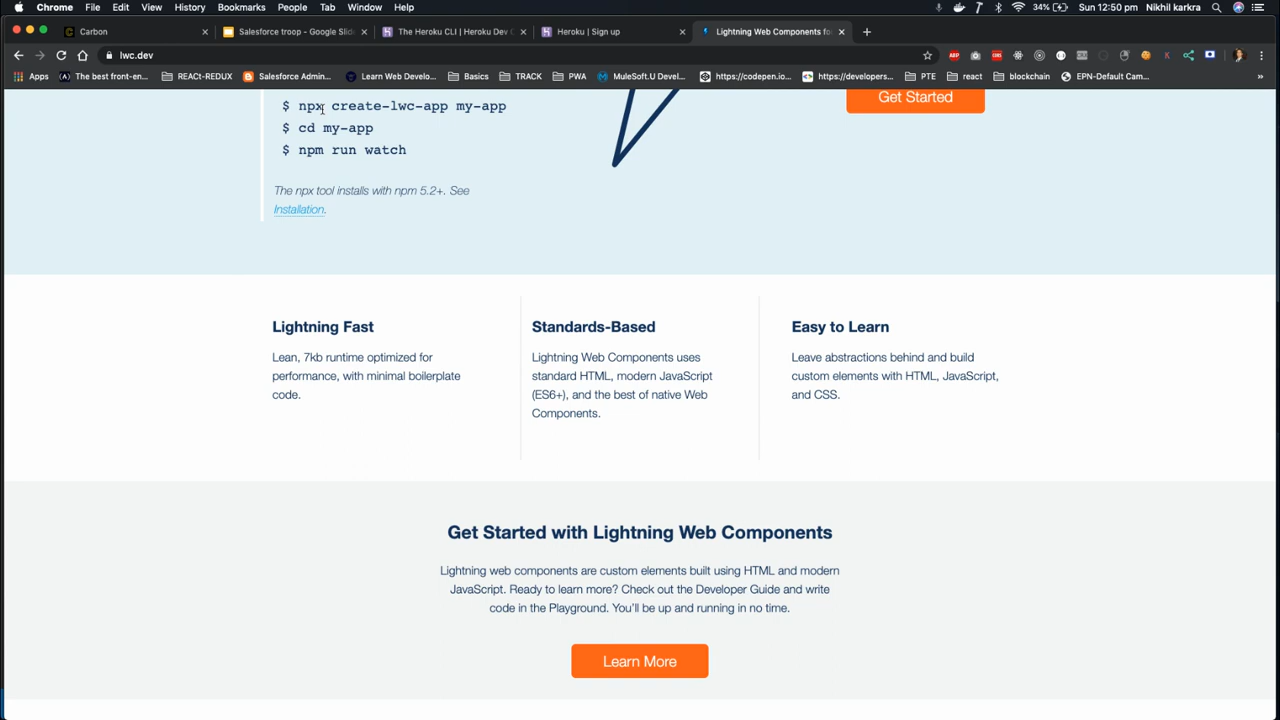 Chrome File Edit View History Bookmarks People Tab Window Help 34% Sun 12:50 pm Nikhil karkra
Carbon Salesforce troop - Google Slid The Heroku CLI | Heroku Dev C Heroku | Sign up Lightning Web Components fo
lwc.dev
Apps The best front-en... REACT-REDUX Salesforce Admin... Learn Web Develo... Basics TRACK PWA MuleSoft.U Devel... https://codepen.io... https://developers... PTE react blockchain EPN-Default Cam... »
$ npx create-lwc-app my-app
$ cd my-app
$ npm run watch
The npx tool installs with npm 5.2+. See
Installation.
Get Started
Lightning Fast
Lean, 7kb runtime optimized for
performance, with minimal boilerplate
code.
Standards-Based
Lightning Web Components uses
standard HTML, modern JavaScript
(ES6+), and the best of native Web
Components.
Easy to Learn
Leave abstractions behind and build
custom elements with HTML, JavaScript,
and CSS.
Get Started with Lightning Web Components
Lightning web components are custom elements built using HTML and modern
JavaScript. Ready to learn more? Check out the Developer Guide and write
code in the Playground. You'll be up and running in no time.
Learn More